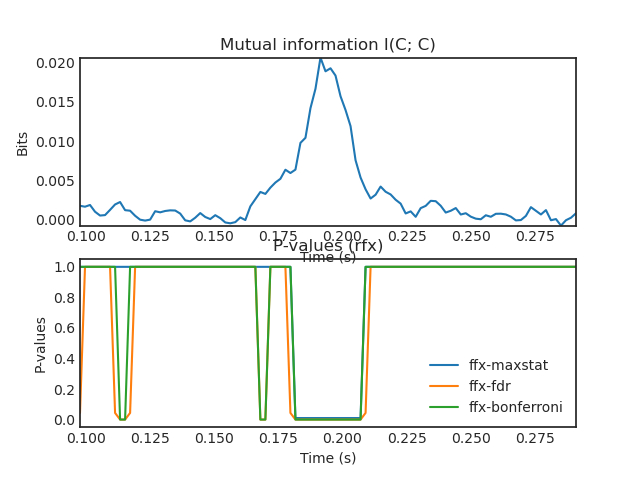 Mutual information I(C; C)
0.020
0.015
0.010
0.005
0.000
Bits
0.100 0.125 0.150 0.175 0.200 0.225 0.250 0.275
Time (s)
P-values (rfx)
1.0
0.8
0.6
0.4
0.2
0.0
P-values
ffx-maxstat
ffx-fdr
ffx-bonferroni
0.100 0.125 0.150 0.175 0.200 0.225 0.250 0.275
Time (s)